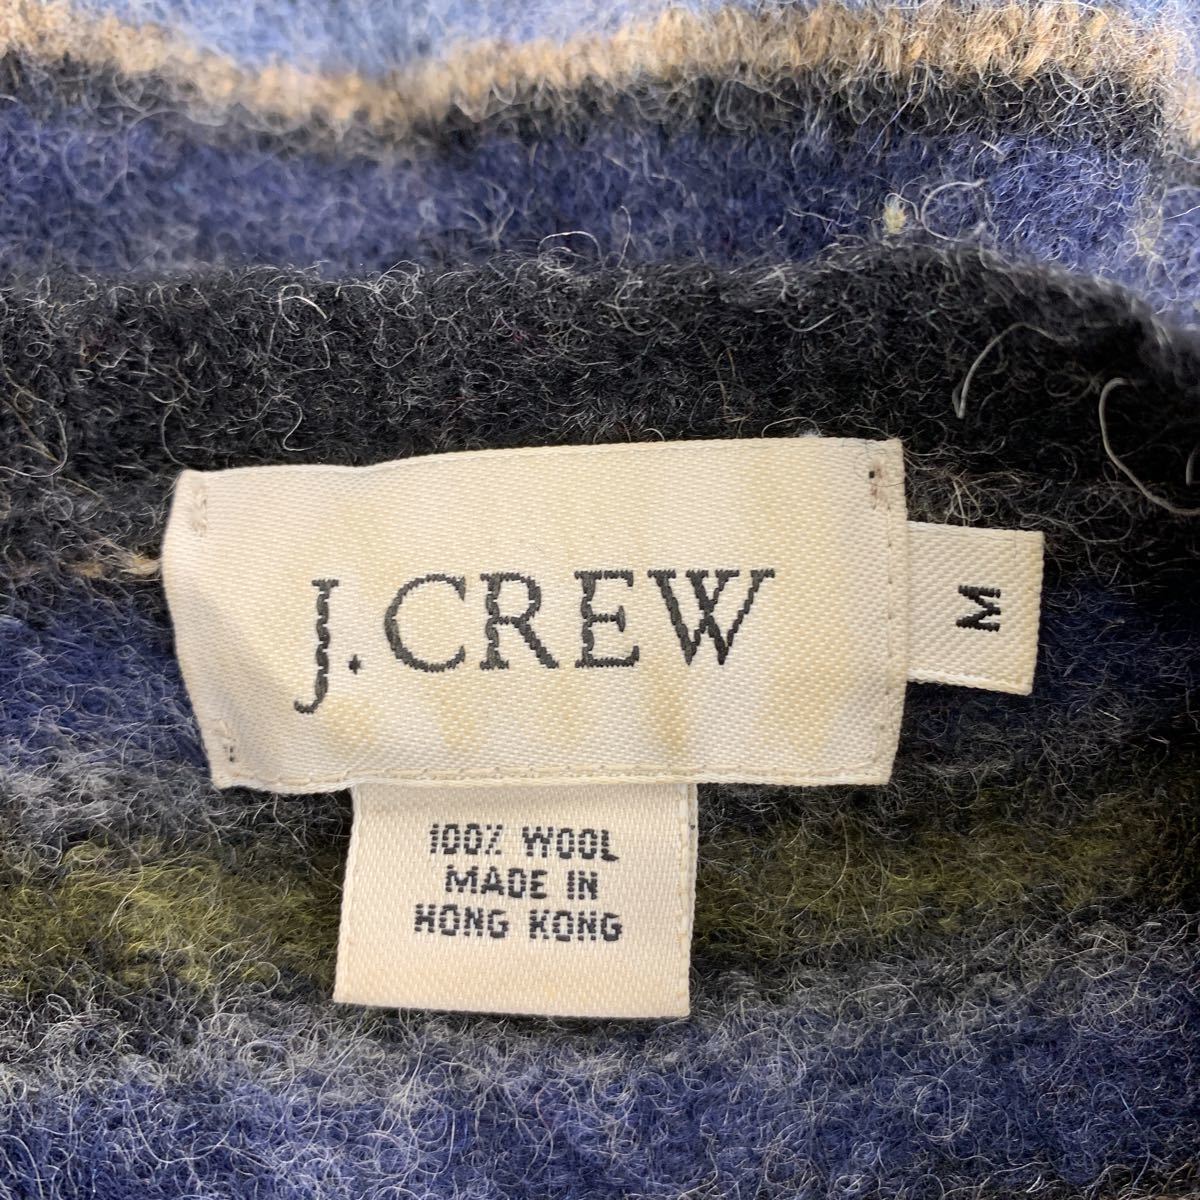 J.CREW
M
100% WOOL
MADE IN
HONG KONG